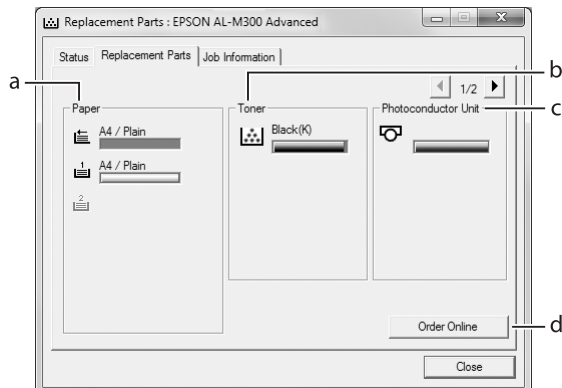 Replacement Parts : EPSON AL-M300 Advanced
Status Replacement Parts Job Information
a
b
1/2
Paper Toner Photoconductor Unit
c
A4 / Plain Black(K)
1 A4 / Plain
2
Order Online
d
Close